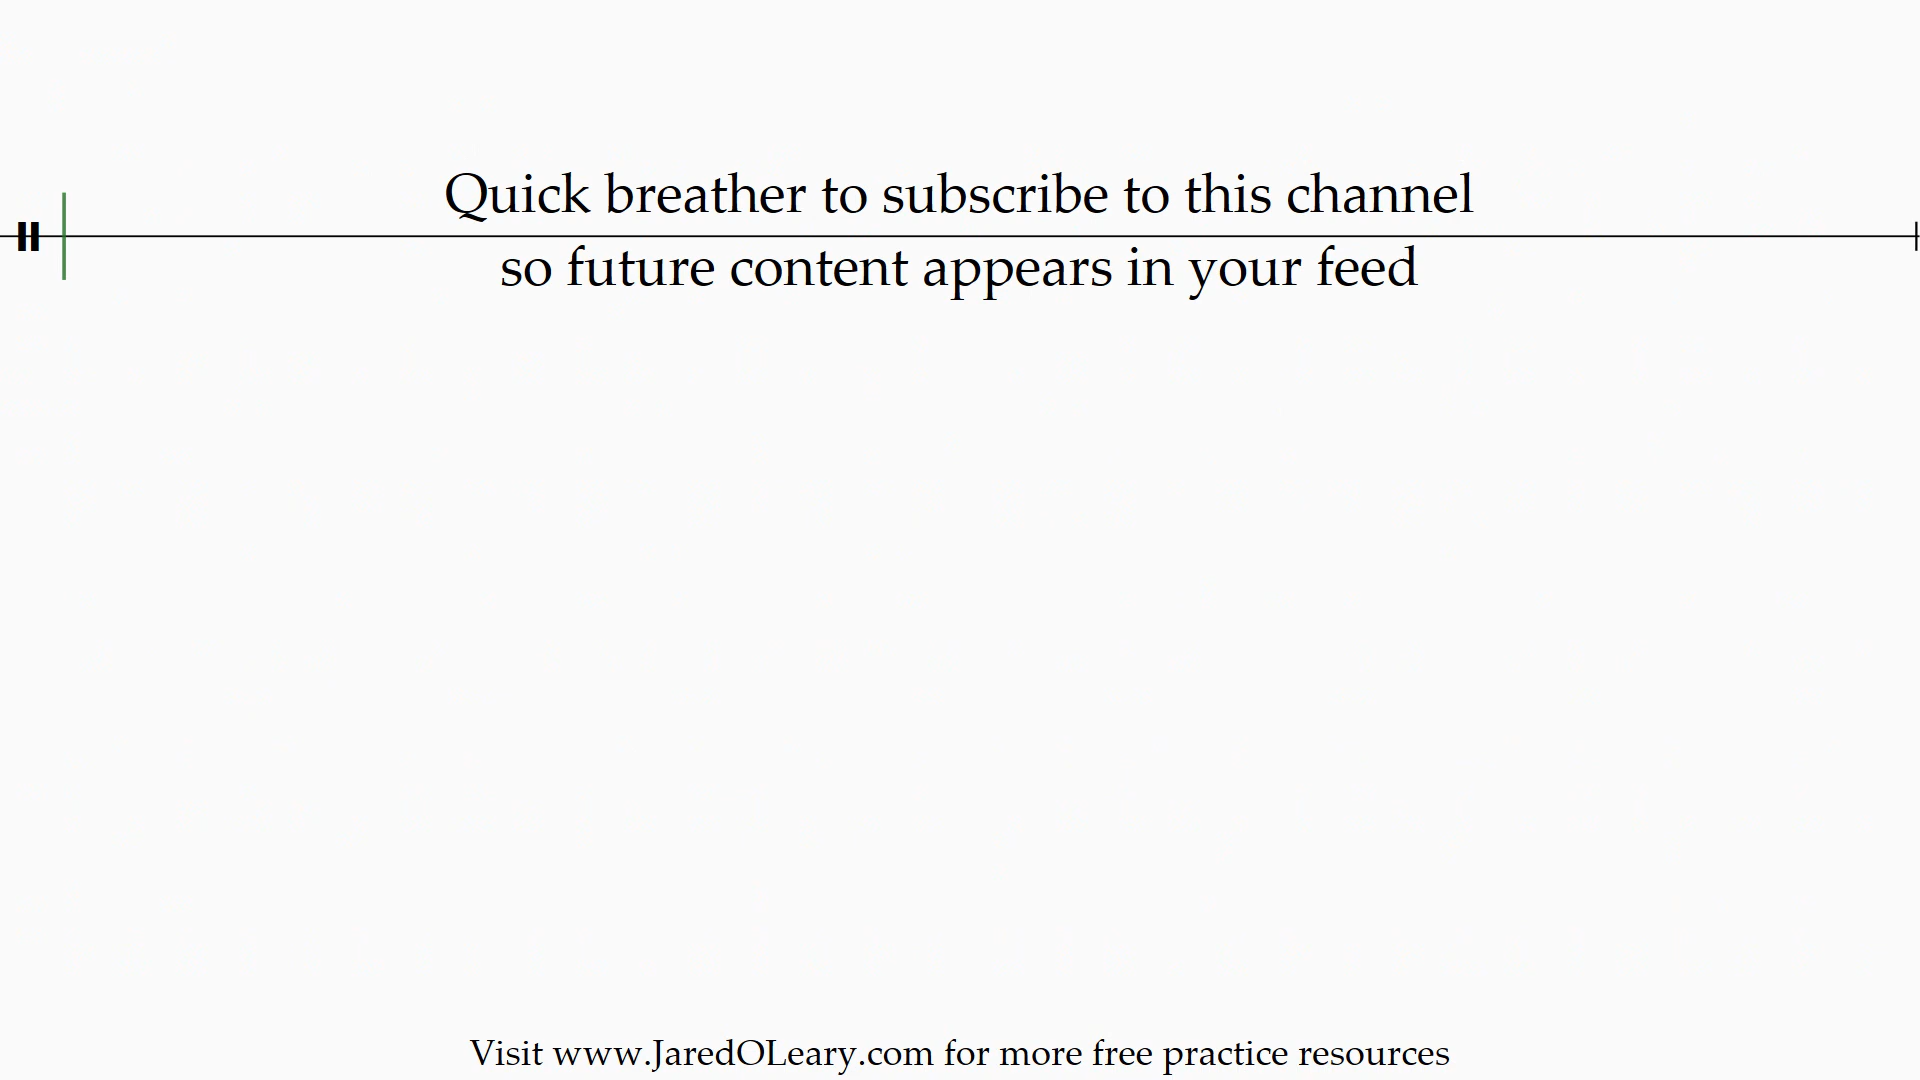 Quick breather to subscribe to this channel
so future content appears in your feed
Visit www.JaredOLeary.com for more free practice resources